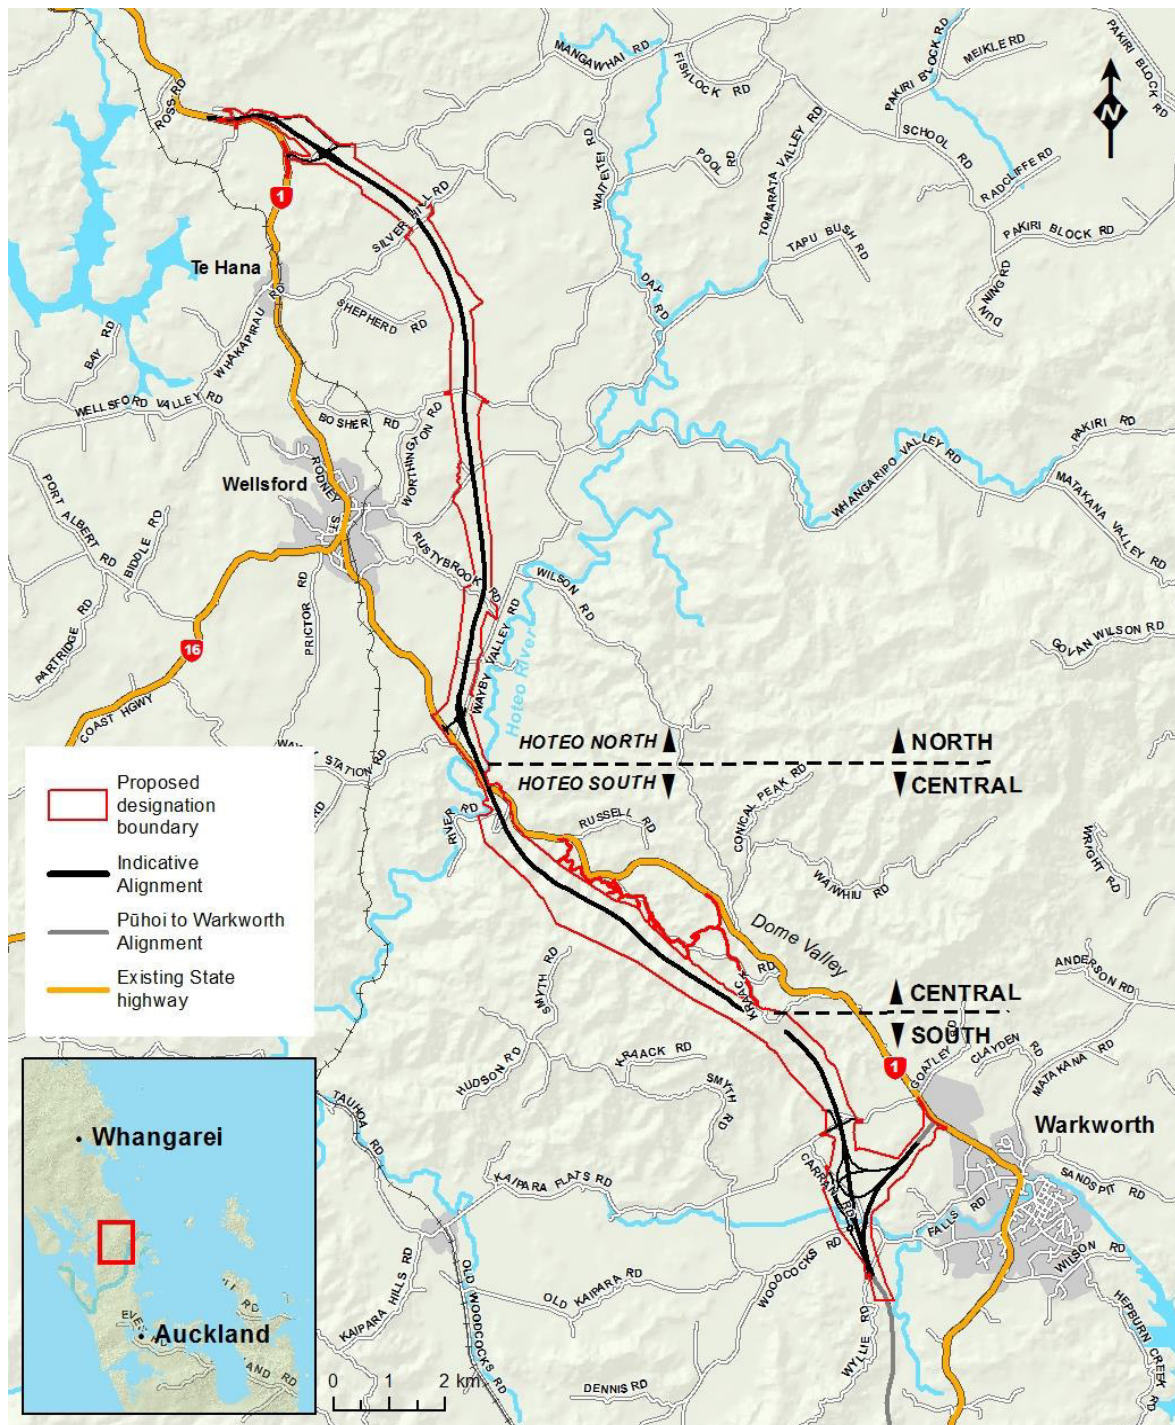 MANGAWHAI RD
FISHLOCK RD
PAKIRI BLOCK RD
MEIKLE RD
PAKIRI BLOCK RD
N
ROSS RD
SCHOOL RD
RADCLIFFE RD
WAITEITEI RD
POOL RD
TOMARATA VALLEY RD
TAPU BUSH RD
PAKIRI BLOCK RD
DUNNING RD
1
SILVER HILL RD
Te Hana
SHEPHERD RD
DAY RD
BAY RD
WHAKAPIRAU RD
WELLSFORD VALLEY RD
BOSHER RD
WORTHINGTON RD
PAKIRI RD
WHANGARIPO VALLEY RD
MATAKANA VALLEY RD
Wellsford
RODNEY ST
PORT ALBERT RD
BIDDLE RD
RUSTYBROOK RD
WILSON RD
PARTRIDGE RD
PRICTOR RD
16
COAST HGWY
WAYBY VALLEY RD
Hoteo River
GOVAN WILSON RD
STATION RD
HOTEO NORTH
NORTH
HOTEO SOUTH
CENTRAL
RIVER RD
RUSSELL RD
CONICAL PEAK RD
WAIWHIU RD
WRIGHT RD
Proposed
designation
boundary
Indicative
Alignment
Pūhoi to Warkworth
Alignment
Existing State
highway
RD
Dome Valley
SMYTH RD
KRAACK
RD
ANDERSON RD
CENTRAL
SOUTH
1
GOATLEY RD
CLAYDEN RD
MATAKANA RD
HUDSON RD
KRAACK RD
SMYTH RD
Warkworth
TAUHOA RD
KAIPARA FLATS RD
CARRAN RD
FALLS RD
SANDSPIT RD
WILSON RD
WOODCOCKS RD
OLD KAIPARA RD
KAIPARA HILLS RD
OLD WOODCOCKS RD
WYLLIE RD
HEPBURN CREEK RD
DENNIS RD
Whangarei
Auckland
AND RD
0 1 2 km